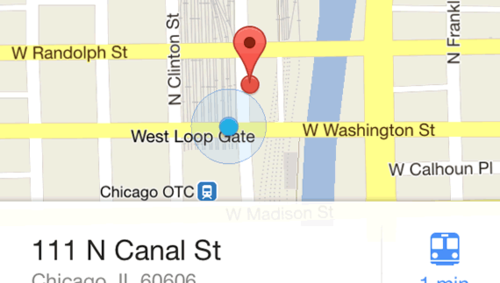 W Randolph St
N Clinton St
N Frankl
West Loop Gate
W Washington St
W Calhoun Pl
Chicago OTC
W Madison St
111 N Canal St
Chicago, IL 60606
1 min